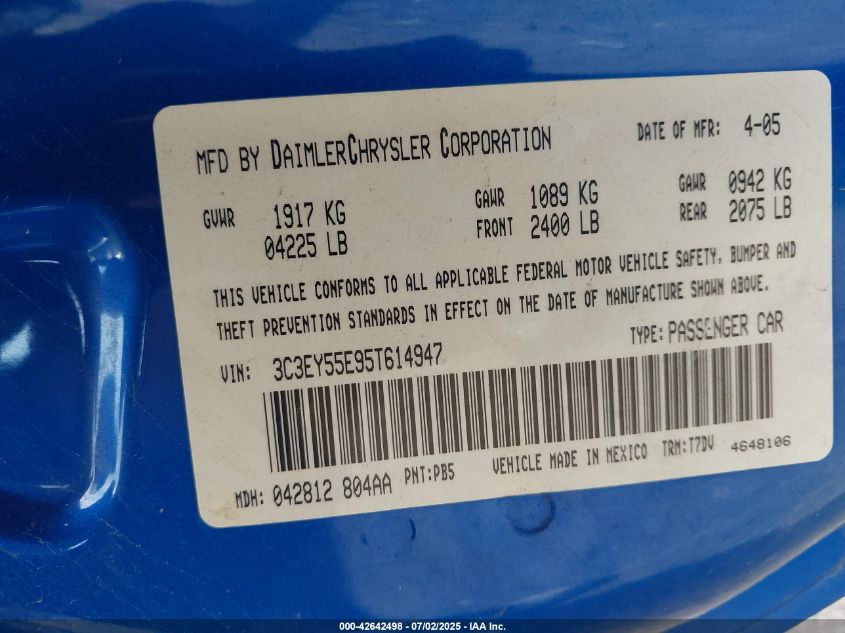 MFD BY DAIMLERCHRYSLER CORPORATION DATE OF MFR: 4-05
GVWR 1917 KG GAWR 1089 KG GAWR 0942 KG
04225 LB FRONT 2400 LB REAR 2075 LB
THIS VEHICLE CONFORMS TO ALL APPLICABLE FEDERAL MOTOR VEHICLE SAFETY, BUMPER AND
THEFT PREVENTION STANDARDS IN EFFECT ON THE DATE OF MANUFACTURE SHOWN ABOVE.
VIN: 3C3EY55E95T614947 TYPE: PASSENGER CAR
MDH: 042812 804AA PNT:PB5 VEHICLE MADE IN MEXICO TRM:T7DV 4648106
000-42642498 - 07/02/2025 - IAA Inc.